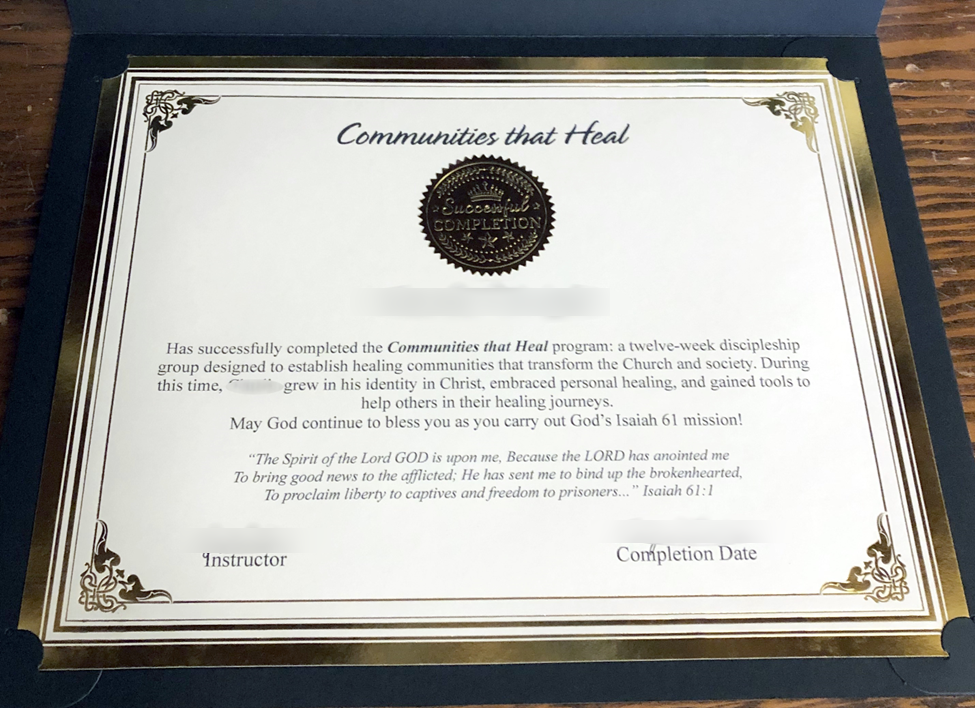 Communities that Heal
Successful
COMPLETION
Has successfully completed the Communities that Heal program: a twelve-week discipleship
group designed to establish healing communities that transform the Church and society. During
this time, grew in his identity in Christ, embraced personal healing, and gained tools to
help others in their healing journeys.
May God continue to bless you as you carry out God's Isaiah 61 mission!
“The Spirit of the Lord GOD is upon me, Because the LORD has anointed me
To bring good news to the afflicted; He has sent me to bind up the brokenhearted,
To proclaim liberty to captives and freedom to prisoners...” Isaiah 61:1
Instructor
Completion Date